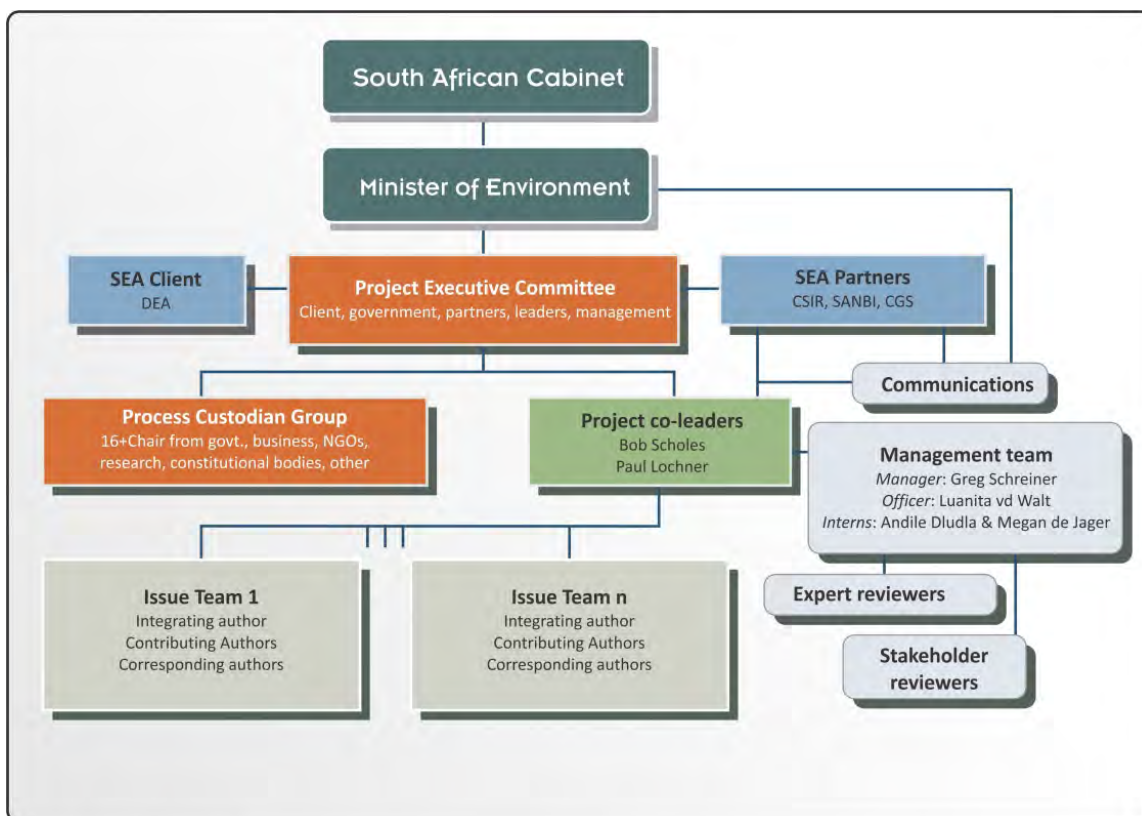 South African Cabinet
Minister of Environment
SEA Client
DEA
Project Executive Committee
Client, government, partners, leaders, management
SEA Partners
CSIR, SANBI, CGS
Communications
Process Custodian Group
16+Chair from govt., business, NGOs,
research, constitutional bodies, other
Project co-leaders
Bob Scholes
Paul Lochner
Management team
Manager: Greg Schreiner
Officer: Luanita vd Walt
Interns: Andile Dludla & Megan de Jager
Issue Team 1
Integrating author
Contributing Authors
Corresponding authors
Issue Team n
Integrating author
Contributing Authors
Corresponding authors
Expert reviewers
Stakeholder
reviewers